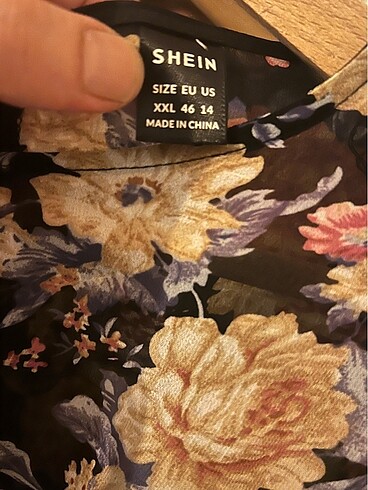 SHEIN
SIZE EU US
XXL 46 14
MADE IN CHINA